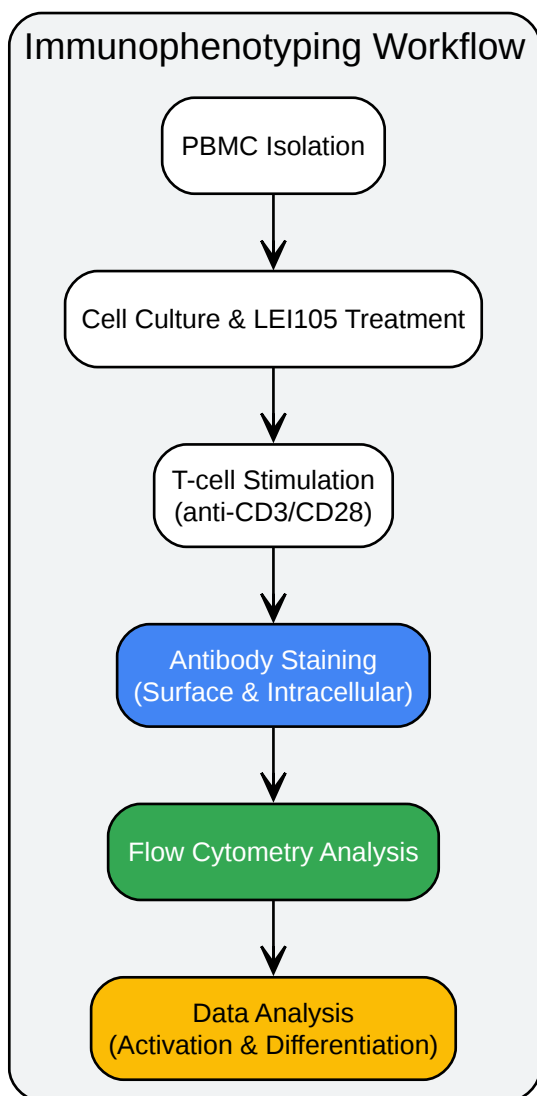 Immunophenotyping Workflow
PBMC Isolation
Cell Culture & LEI105 Treatment
T-cell Stimulation
(anti-CD3/CD28)
Antibody Staining
(Surface & Intracellular)
Flow Cytometry Analysis
Data Analysis
(Activation & Differentiation)